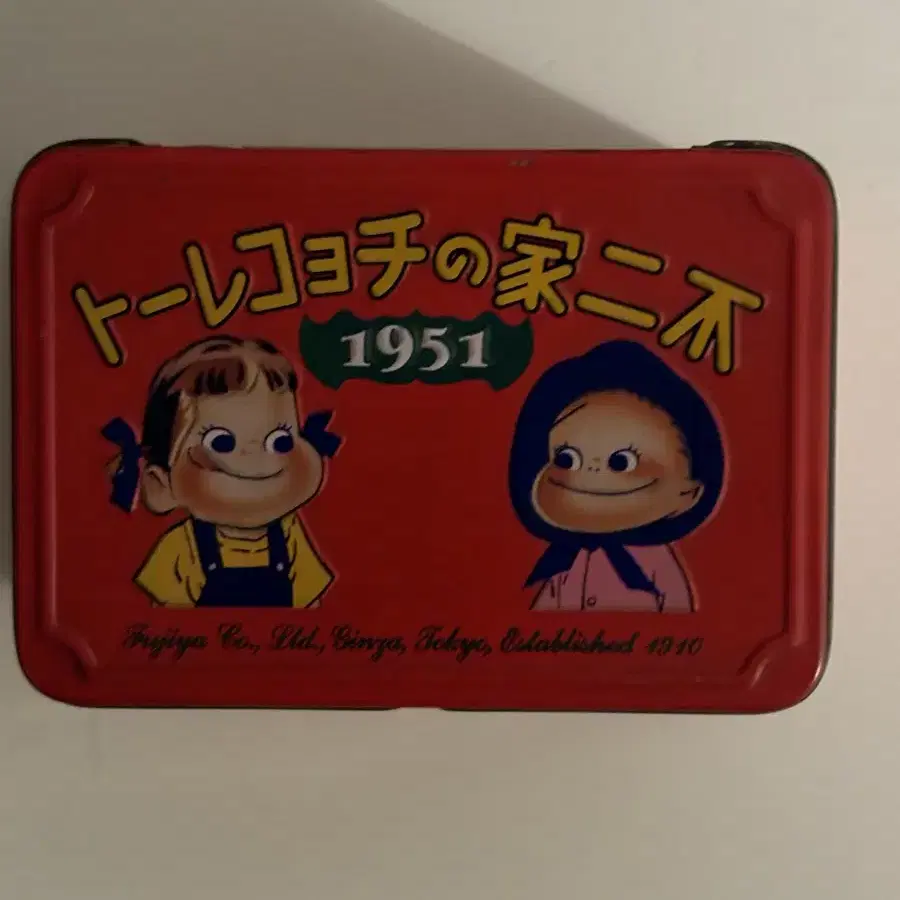 不二家のチョコレート
1951
Fujiya Co., Ltd., Ginza, Tokyo, Established 1910